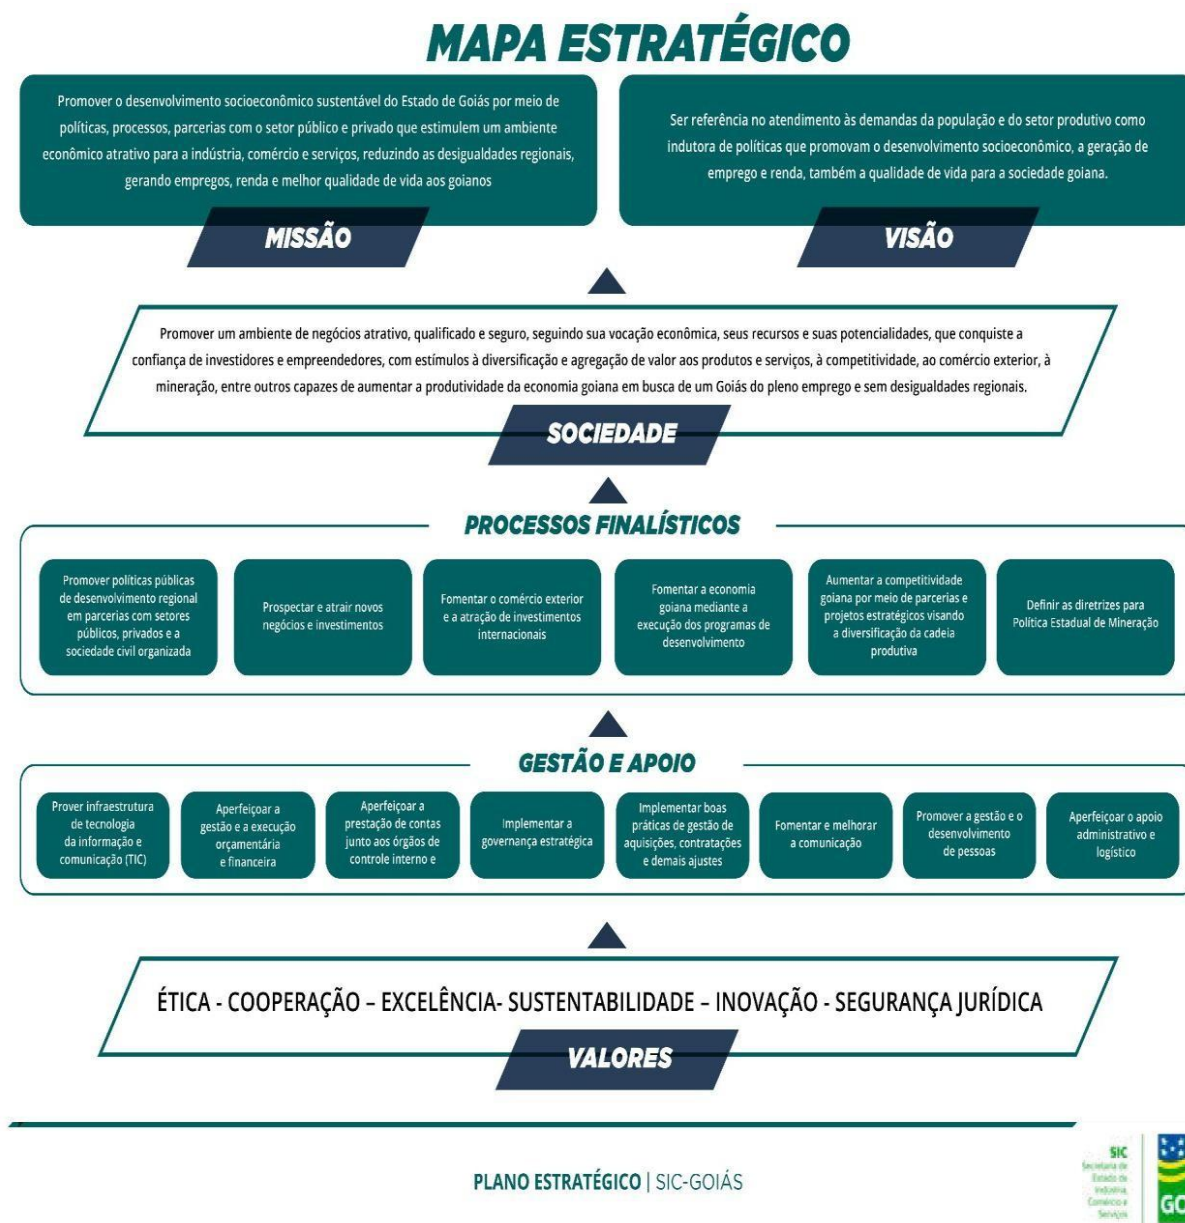 MAPA ESTRATÉGICO
Promover o desenvolvimento socioeconômico sustentável do Estado de Goiás por meio de
políticas, processos, parcerias com o setor público e privado que estimulem um ambiente
econômico atrativo para a indústria, comércio e serviços, reduzindo as desigualdades regionais,
gerando empregos, renda e melhor qualidade de vida aos goianos
MISSÃO
Ser referência no atendimento às demandas da população e do setor produtivo como
indutora de políticas que promovam o desenvolvimento socioeconômico, a geração de
emprego e renda, também a qualidade de vida para a sociedade goiana.
VISÃO
Promover um ambiente de negócios atrativo, qualificado e seguro, seguindo sua vocação econômica, seus recursos e suas potencialidades, que conquiste a
confiança de investidores e empreendedores, com estímulos à diversificação e agregação de valor aos produtos e serviços, à competitividade, ao comércio exterior, à
mineração, entre outros capazes de aumentar a produtividade da economia goiana em busca de um Goiás do pleno emprego e sem desigualdades regionais.
SOCIEDADE
PROCESSOS FINALÍSTICOS
Promover políticas públicas
de desenvolvimento regional
em parcerias com setores
públicos, privados e a
sociedade civil organizada
Prospectar e atrair novos
negócios e investimentos
Fomentar o comércio exterior
e a atração de investimentos
internacionais
Fomentar a economia
goiana mediante a
execução dos programas de
desenvolvimento
Aumentar a competitividade
goiana por meio de parcerias e
projetos estratégicos visando
a diversificação da cadeia
produtiva
Definir as diretrizes para
Política Estadual de Mineração
GESTÃO E APOIO
Prover infraestrutura
de tecnologia
da informação e
comunicação (TIC)
Aperfeiçoar a
gestão e a execução
orçamentária
e financeira
Aperfeiçoar a
prestação de contas
junto aos órgãos de
controle interno e
Implementar a
governança estratégica
Implementar boas
práticas de gestão de
aquisições, contratações
e demais ajustes
Fomentar e melhorar
a comunicação
Promover a gestão e o
desenvolvimento
de pessoas
Aperfeiçoar o apoio
administrativo e
logístico
ÉTICA - COOPERAÇÃO – EXCELÊNCIA- SUSTENTABILIDADE – INOVAÇÃO - SEGURANÇA JURÍDICA
VALORES
PLANO ESTRATÉGICO | SIC-GOIÁS
SIC
Secretaria de
Estado de
Indústria,
Comércio e
Serviços
GO